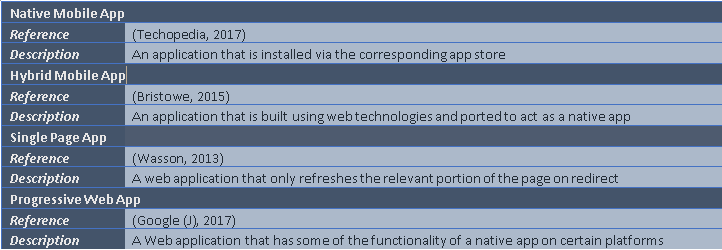 Native Mobile App
Reference (Techopedia, 2017)
Description An application that is installed via the corresponding app store
Hybrid Mobile App
Reference (Bristowe, 2015)
Description An application that is built using web technologies and ported to act as a native app
Single Page App
Reference (Wasson, 2013)
Description A web application that only refreshes the relevant portion of the page on redirect
Progressive Web App
Reference (Google (J), 2017)
Description A Web application that has some of the functionality of a native app on certain platforms